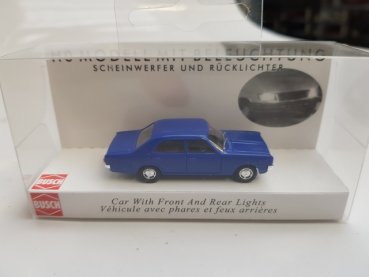 H0 MODELL MIT BELEUCHTUNG
SCHEINWERFER UND RÜCKLICHTER
BUSCH
BUSCH
Car With Front And Rear Lights
Véhicule avec phares et feux arrières